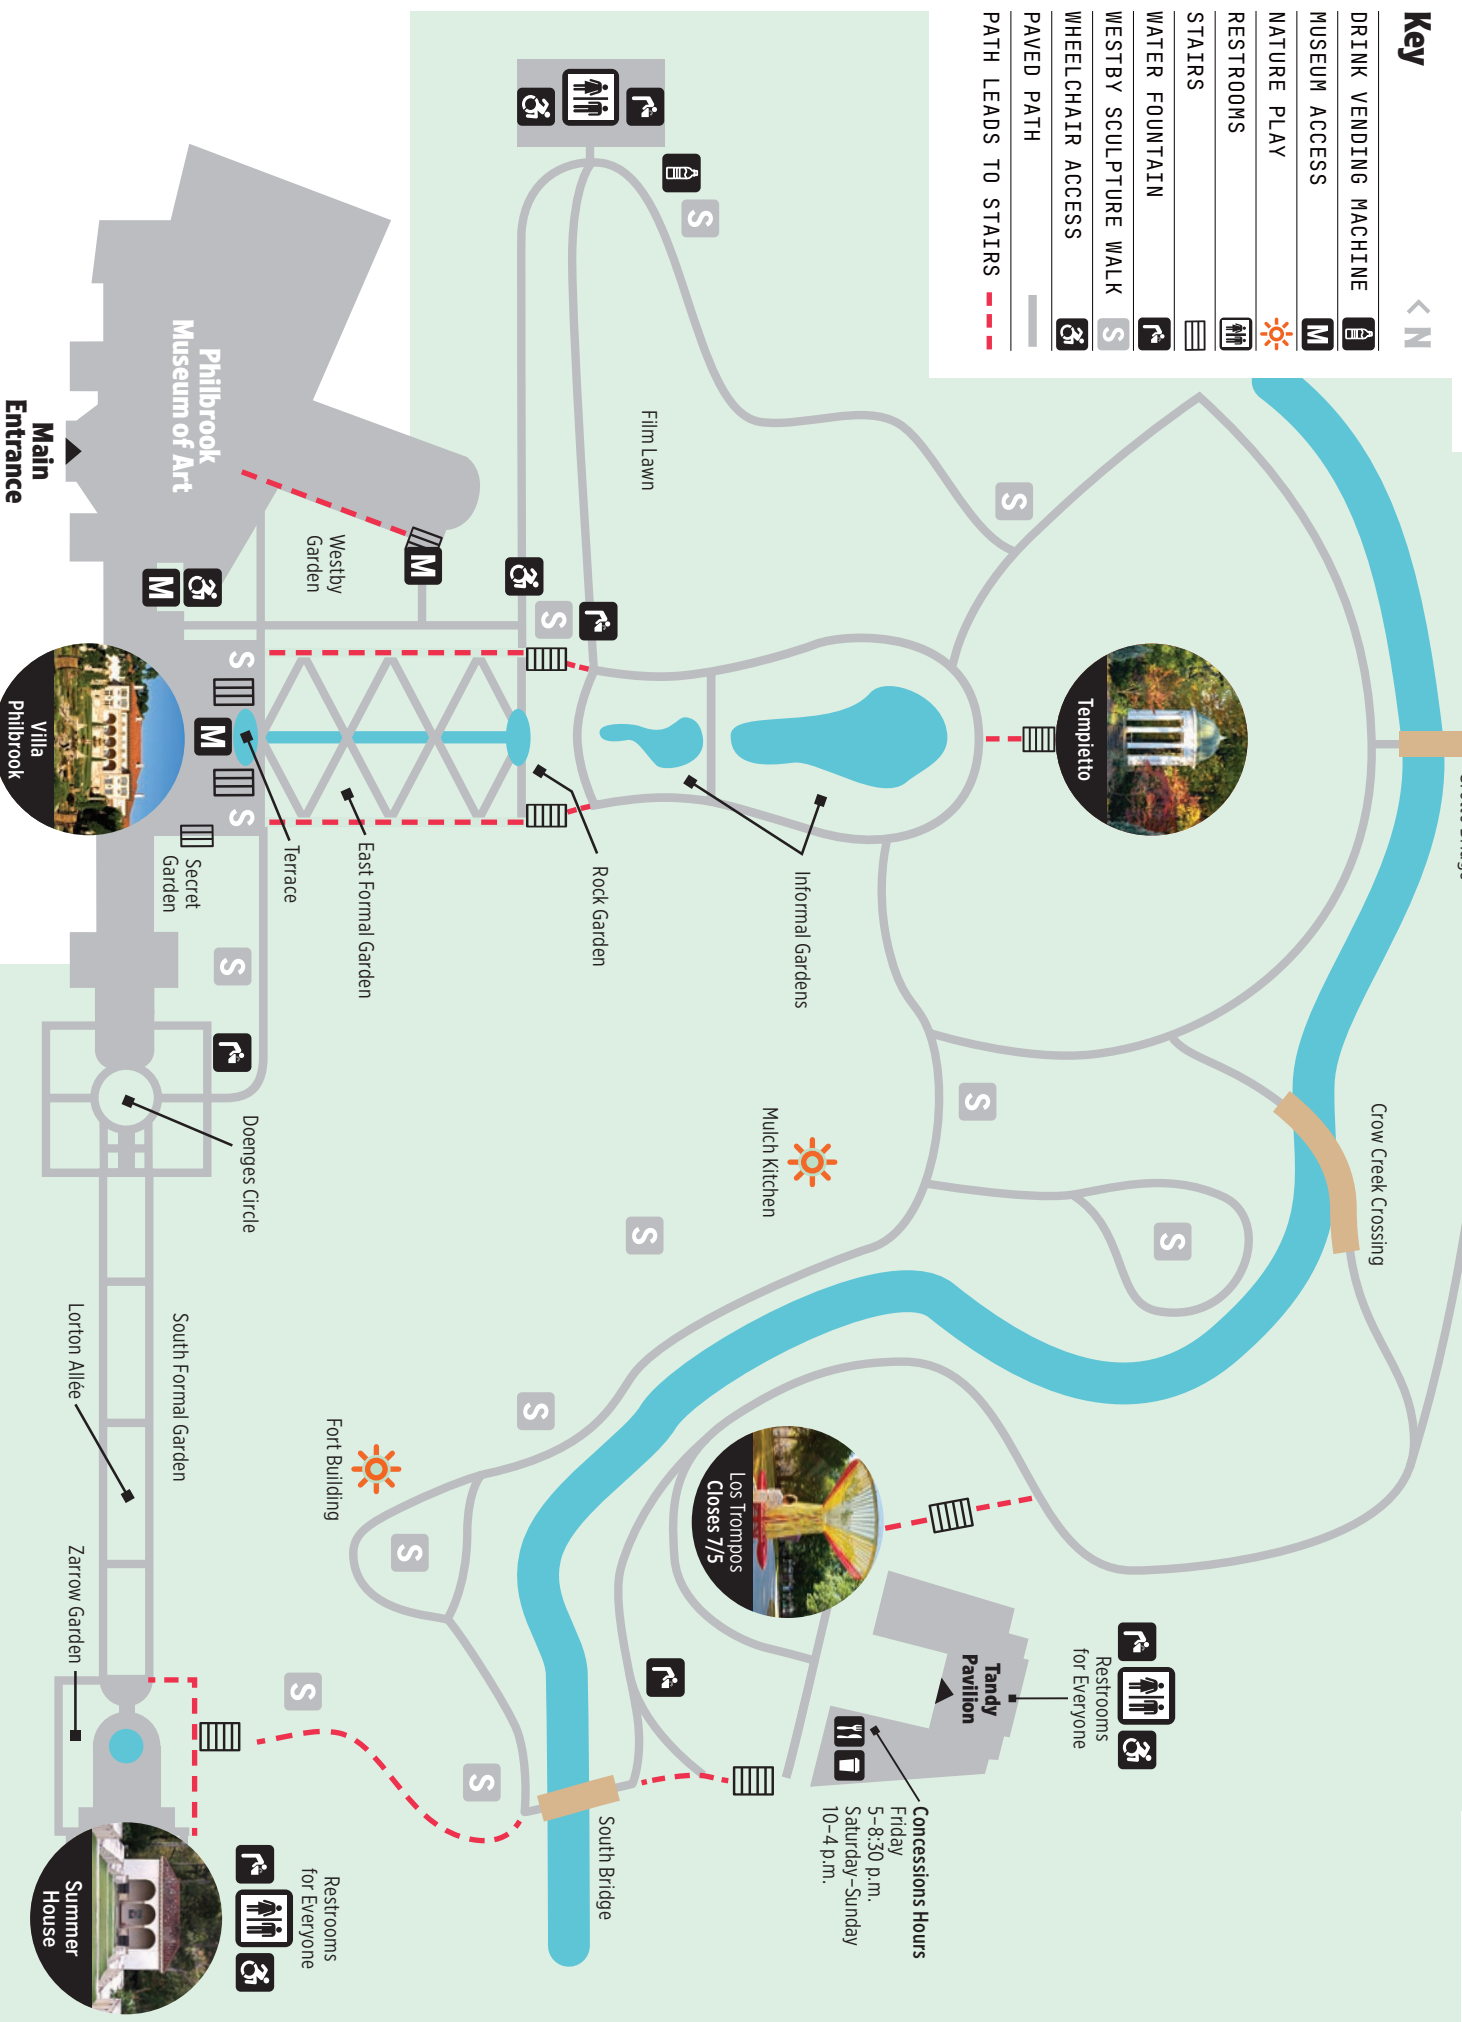 Key
< N
DRINK VENDING MACHINE
MUSEUM ACCESS
M
NATURE PLAY
RESTROOMS
STAIRS
WATER FOUNTAIN
WESTBY SCULPTURE WALK
S
WHEELCHAIR ACCESS
PAVED PATH
PATH LEADS TO STAIRS
S
Film Lawn
S
Philbrook
Museum of Art
Main
Entrance
Westby
Garden
M
M
S
S
M
S
Villa
Philbrook
Tempietto
Terrace
East Formal Garden
Rock Garden
Informal Gardens
Secret
Garden
S
S
Doenges Circle
Mulch Kitchen
Crow Creek Crossing
S
S
S
South Formal Garden
Lorton Allée
Fort Building
S
Los Trompos
Closes 7/5
Zarrow Garden
Tandy
Pavilion
Restrooms
for Everyone
S
S
Concessions Hours
Friday
5–8:30 p.m.
Saturday–Sunday
10–4 p.m.
South Bridge
Restrooms
for Everyone
Summer
House